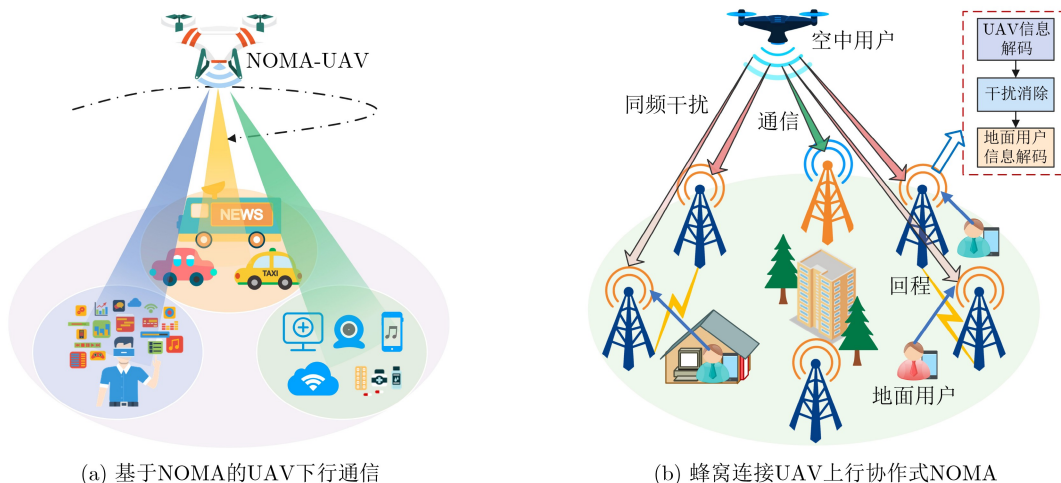 NOMA-UAV
NEWS
TAXI
(a) 基于NOMA的UAV下行通信
空中用户
同频干扰
通信
UAV信息
解码
干扰消除
地面用户
信息解码
回程
地面用户
(b) 蜂窝连接UAV上行协作式NOMA